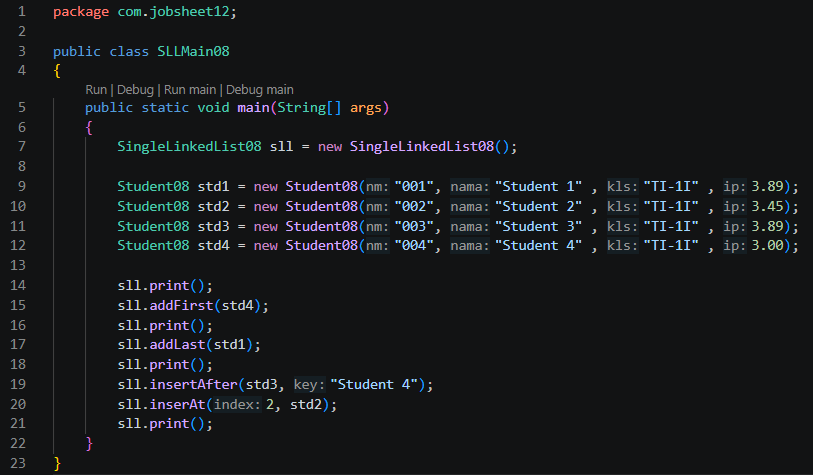 1 package com.jobsheet12;
2
3 public class SLLMain08
4 {
Run | Debug | Run main | Debug main
5 public static void main(String[] args)
6 {
7 SingleLinkedList08 sll = new SingleLinkedList08();
8
9 Student08 std1 = new Student08(nm: "001", nama: "Student 1" , kls: "TI-1I" , ip: 3.89);
10 Student08 std2 = new Student08(nm: "002", nama: "Student 2" , kls: "TI-1I" , ip: 3.45);
11 Student08 std3 = new Student08(nm: "003", nama: "Student 3" , kls: "TI-1I" , ip: 3.89);
12 Student08 std4 = new Student08(nm: "004", nama: "Student 4" , kls: "TI-1I" , ip: 3.00);
13
14 sll.print();
15 sll.addFirst(std4);
16 sll.print();
17 sll.addLast(std1);
18 sll.print();
19 sll.insertAfter(std3, key: "Student 4");
20 sll.inserAt(index: 2, std2);
21 sll.print();
22 }
23 }